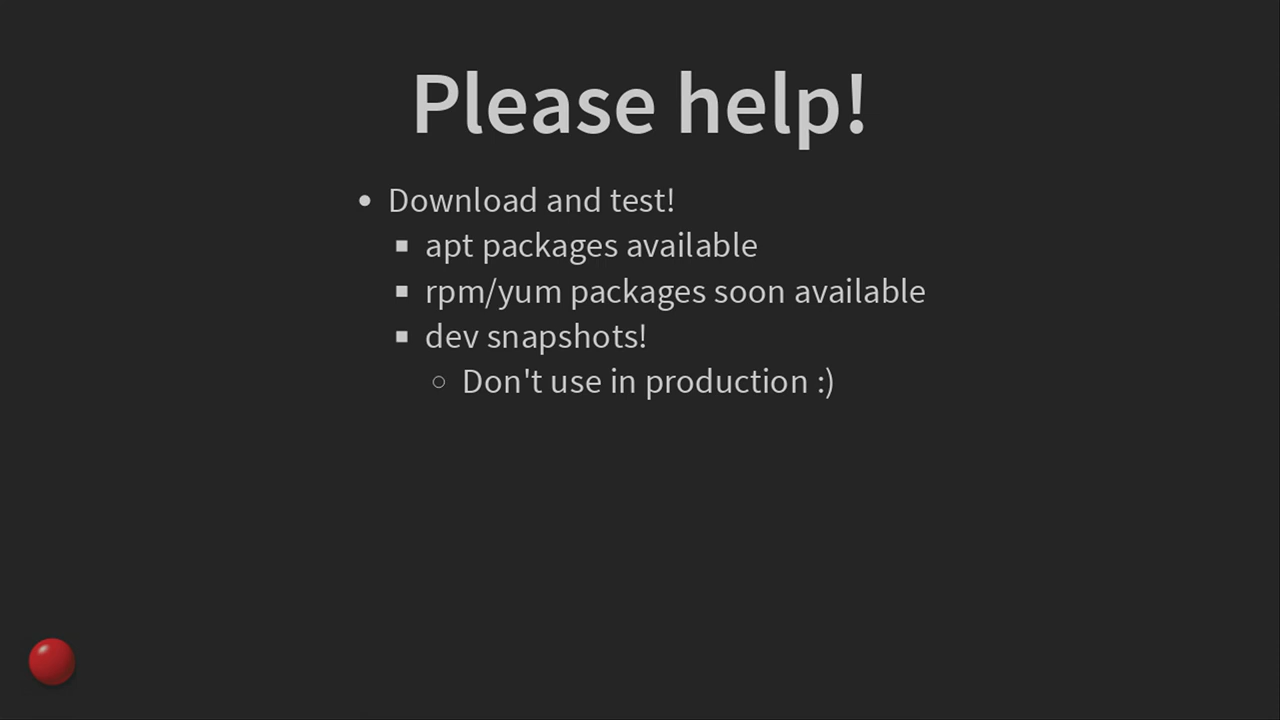 Please help!
Download and test!
apt packages available
rpm/yum packages soon available
dev snapshots!
Don't use in production :)